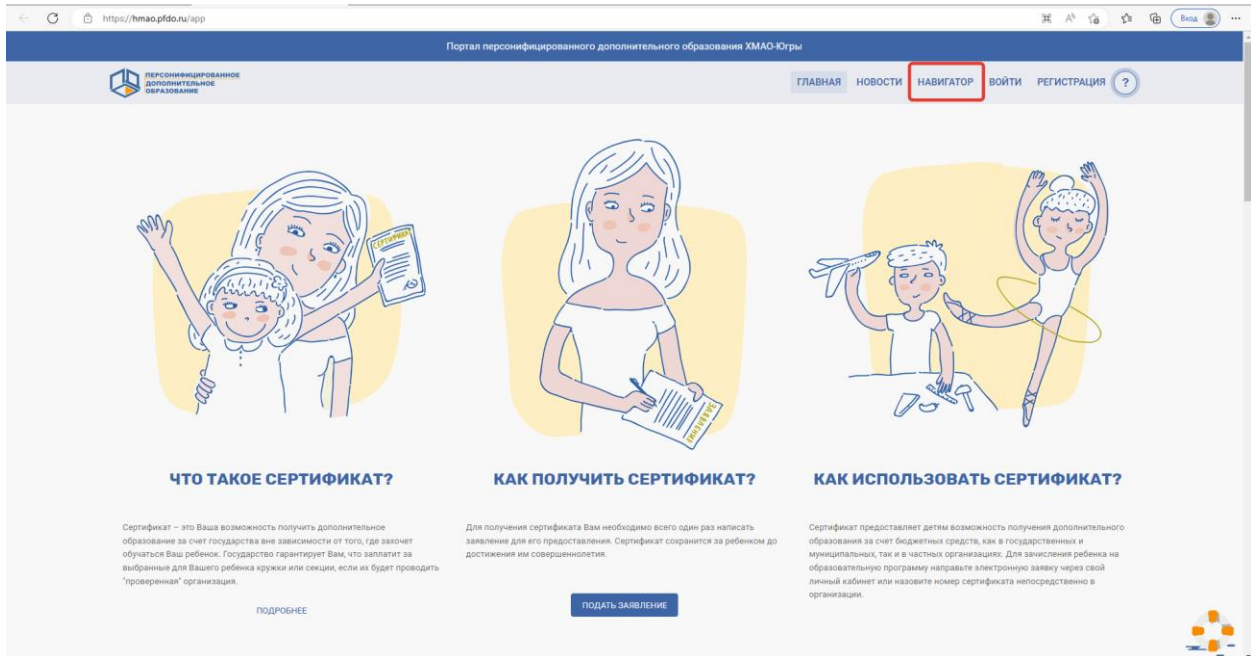 https://hmao.pfdo.ru/app
Вход
Портал персонифицированного дополнительного образования ХМАО-Югры
ПЕРСОНИФИЦИРОВАННОЕ
ДОПОЛНИТЕЛЬНОЕ
ОБРАЗОВАНИЕ
ГЛАВНАЯ НОВОСТИ НАВИГАТОР ВОЙТИ РЕГИСТРАЦИЯ ?
СЕРТИФИКАТ
ЗАЯВЛЕНИЕ
ЧТО ТАКОЕ СЕРТИФИКАТ?
Сертификат – это Ваша возможность получить дополнительное
образование за счет государства вне зависимости от того, где захочет
обучаться Ваш ребенок. Государство гарантирует Вам, что заплатит за
выбранные для Вашего ребенка кружки или секции, если их будет проводить
"проверенная" организация.
ПОДРОБНЕЕ
КАК ПОЛУЧИТЬ СЕРТИФИКАТ?
Для получения сертификата Вам необходимо всего один раз написать
заявление для его предоставления. Сертификат сохранится за ребенком до
достижения им совершеннолетия.
ПОДАТЬ ЗАЯВЛЕНИЕ
КАК ИСПОЛЬЗОВАТЬ СЕРТИФИКАТ?
Сертификат предоставляет детям возможность получения дополнительного
образования за счет бюджетных средств, как в государственных и
муниципальных, так и в частных организациях. Для зачисления ребенка на
образовательную программу направьте электронную заявку через свой
личный кабинет или назовите номер сертификата непосредственно в
организации.